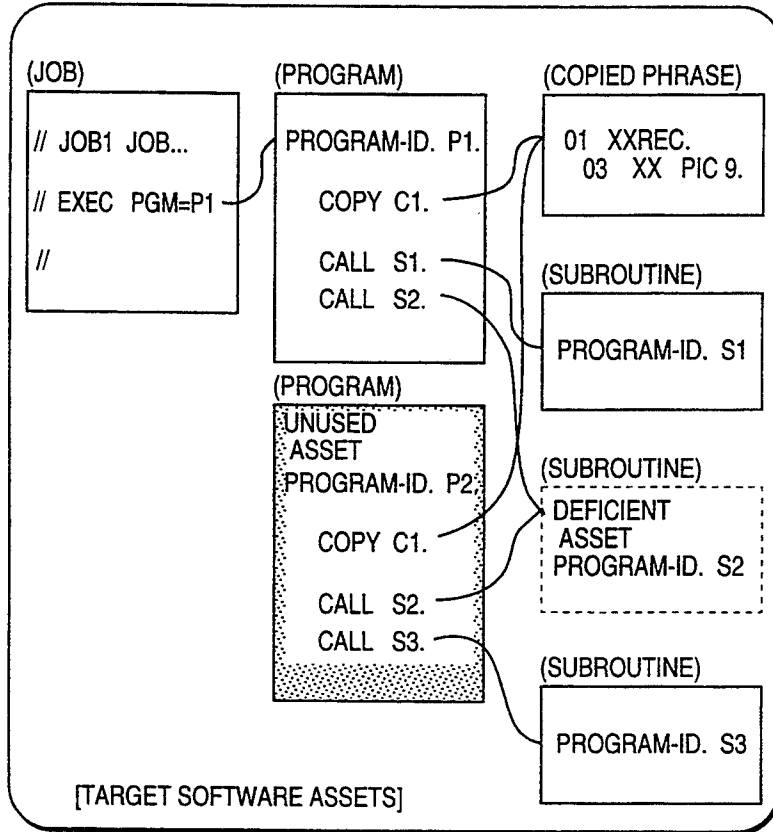 (JOB)
// JOB1 JOB...
// EXEC PGM=P1
//
(PROGRAM)
PROGRAM-ID. P1.
COPY C1.
CALL S1.
CALL S2.
(PROGRAM)
UNUSED
ASSET
PROGRAM-ID. P2.
COPY C1.
CALL S2.
CALL S3.
(COPIED PHRASE)
01 XXREC.
03 XX PIC 9.
(SUBROUTINE)
PROGRAM-ID. S1
(SUBROUTINE)
DEFICIENT
ASSET
PROGRAM-ID. S2
(SUBROUTINE)
PROGRAM-ID. S3
[TARGET SOFTWARE ASSETS]